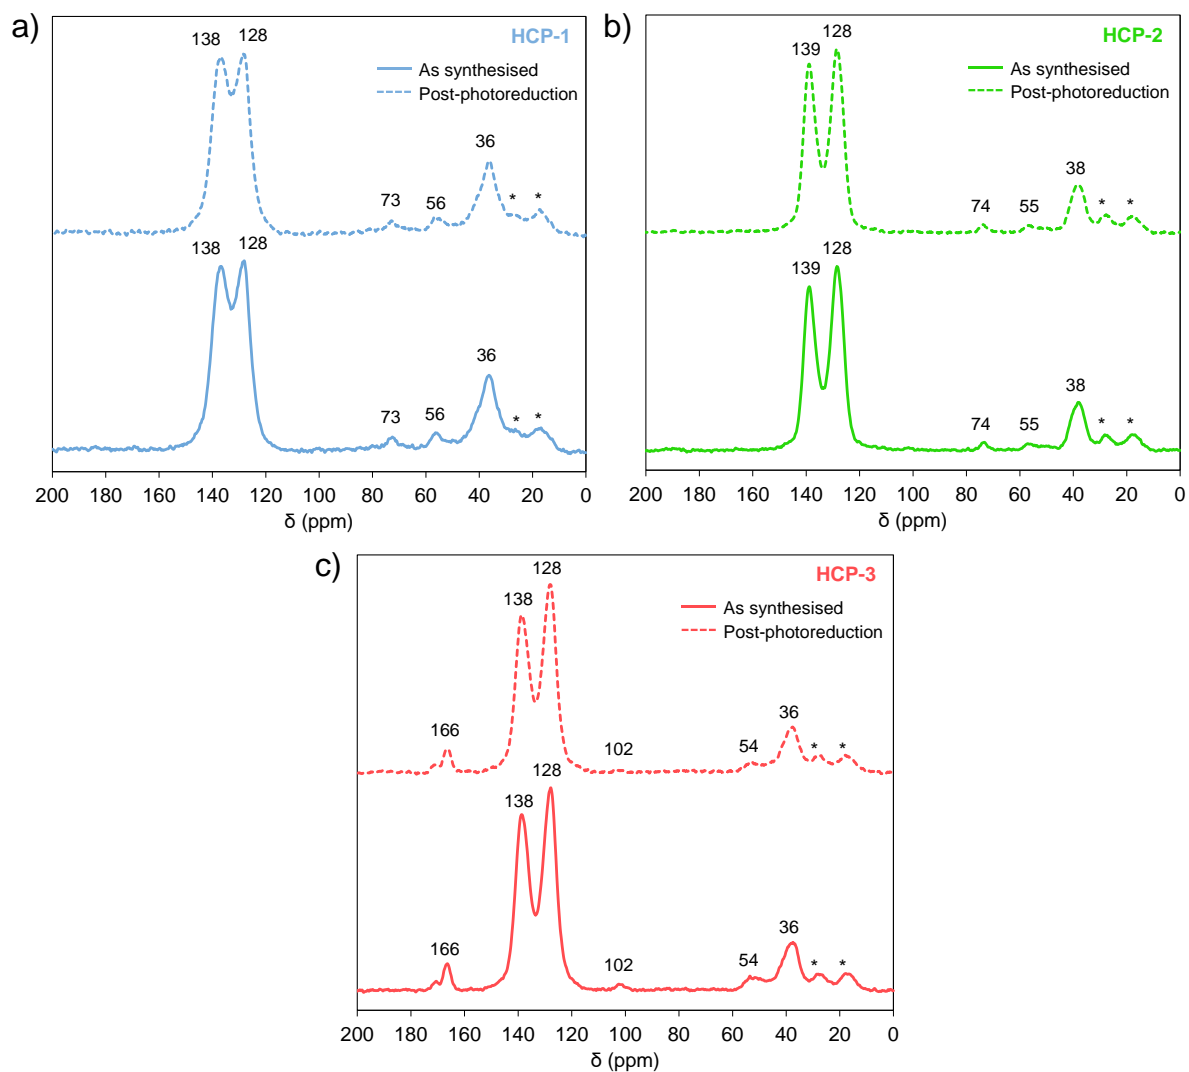 a)
HCP-1
138 128
As synthesised
Post-photoreduction
36
73 56 * *
138 128
36
73 56 * *
200 180 160 140 120 100 80 60 40 20 0
δ (ppm)
b)
HCP-2
139 128
As synthesised
Post-photoreduction
38
74 55 * *
139 128
38
74 55 * *
200 180 160 140 120 100 80 60 40 20 0
δ (ppm)
c)
HCP-3
138 128
As synthesised
Post-photoreduction
166 102 54 36 * *
138 128
166 102 54 36 * *
200 180 160 140 120 100 80 60 40 20 0
δ (ppm)